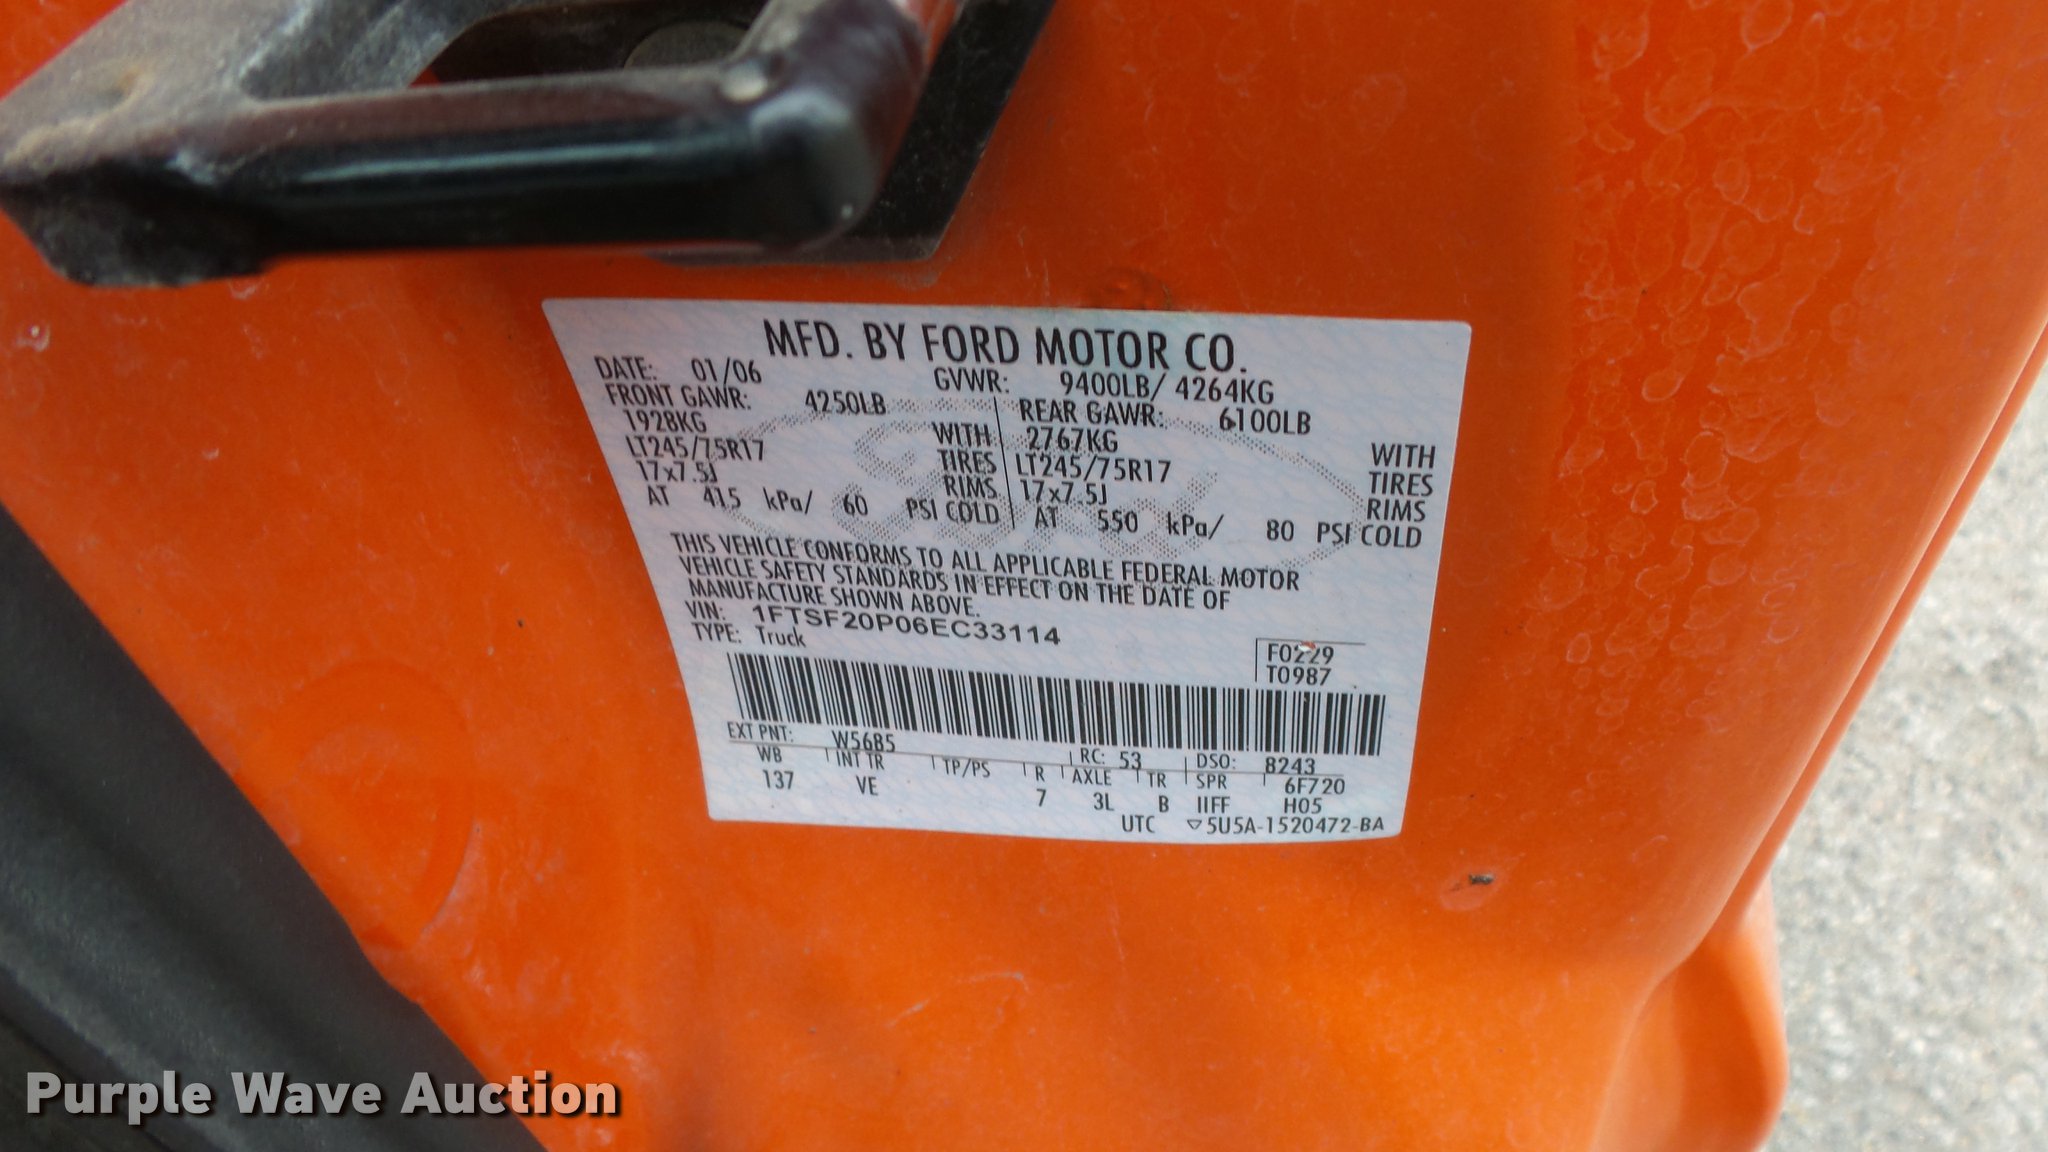 MFD. BY FORD MOTOR CO.
DATE: 01/06 GVWR: 9400LB/ 4264KG
FRONT GAWR: 4250LB REAR GAWR: 6100LB
1928KG WITH 2767KG WITH
LT245/75R17 TIRES LT245/75R17 TIRES
17x7.5J RIMS 17x7.5J RIMS
AT 415 kPa/ 60 PSI COLD AT 550 kPa/ 80 PSI COLD
THIS VEHICLE CONFORMS TO ALL APPLICABLE FEDERAL MOTOR
VEHICLE SAFETY STANDARDS IN EFFECT ON THE DATE OF
MANUFACTURE SHOWN ABOVE.
VIN: 1FTSF20P06EC33114
TYPE: Truck
F0229
T0987
EXT PNT: W5685 RC: 53 DSO: 8243
WB INT TR TP/PS R AXLE TR SPR 6F720
137 VE 7 3L B IIFF H05
UTC ▽5U5A-1520472-BA
Ford
Purple Wave Auction